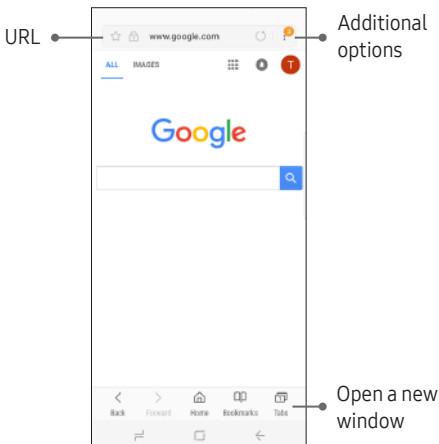 URL
www.google.com
Additional
options
ALL IMAGES
T
Google
Back Forward Home Bookmarks Tabs
Open a new
window